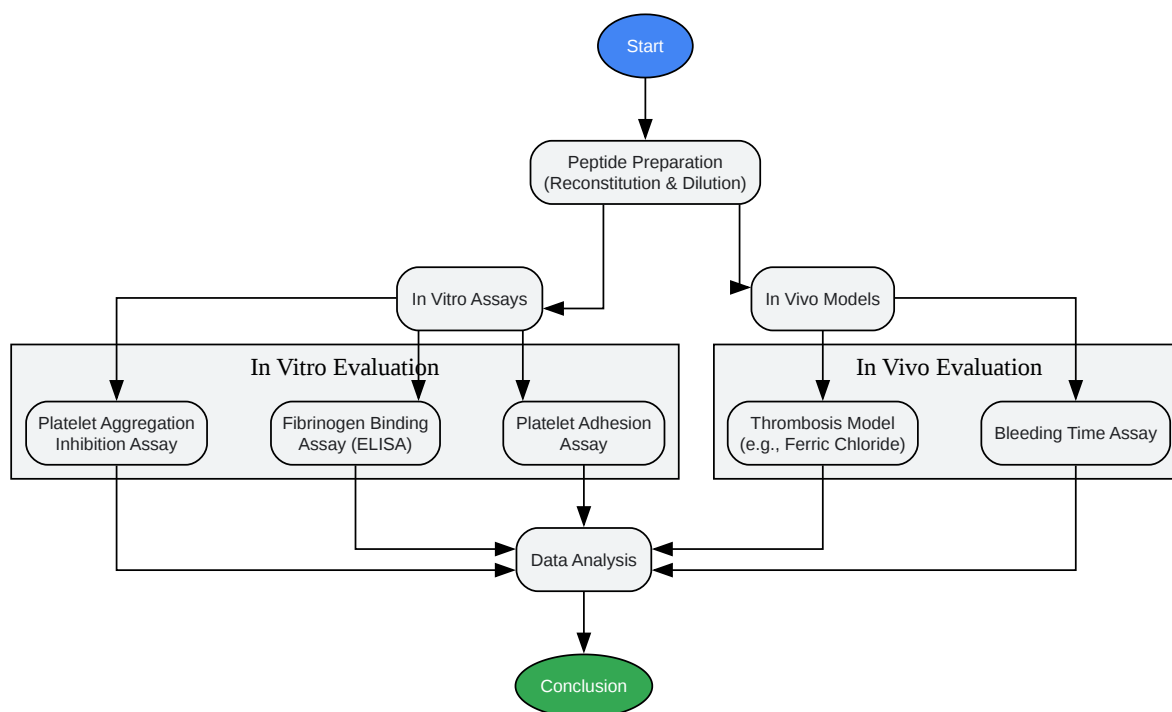 Start
Peptide Preparation
(Reconstitution & Dilution)
In Vitro Assays
In Vivo Models
In Vitro Evaluation
In Vivo Evaluation
Platelet Aggregation
Inhibition Assay
Fibrinogen Binding
Assay (ELISA)
Platelet Adhesion
Assay
Thrombosis Model
(e.g., Ferric Chloride)
Bleeding Time Assay
Data Analysis
Conclusion